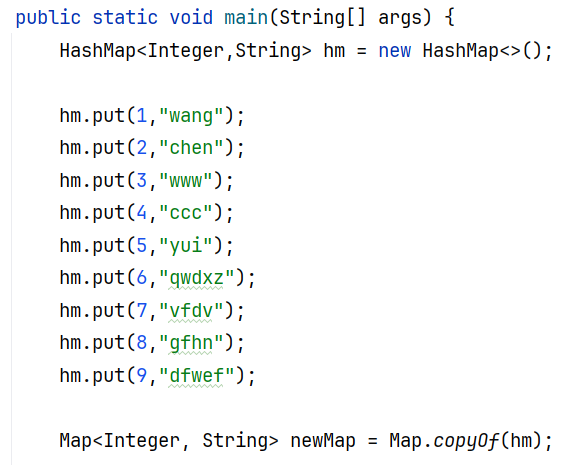 public static void main(String[] args) {
    HashMap<Integer,String> hm = new HashMap<>();
    hm.put(1,"wang");
    hm.put(2,"chen");
    hm.put(3,"www");
    hm.put(4,"ccc");
    hm.put(5,"yui");
    hm.put(6,"qwdxz");
    hm.put(7,"vfdv");
    hm.put(8,"gfhn");
    hm.put(9,"dfwef");
    Map<Integer, String> newMap = Map.copyOf(hm);